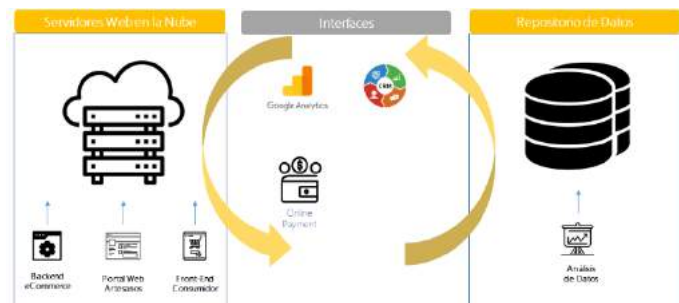 Servidores Web en la Nube
Interfaces
Repositorio de Datos
Google Analytics
CRM
Online
Payment
Backend
eCommerce
Portal Web
Artesasos
Front-End
Consumidor
Análisis
de Datos